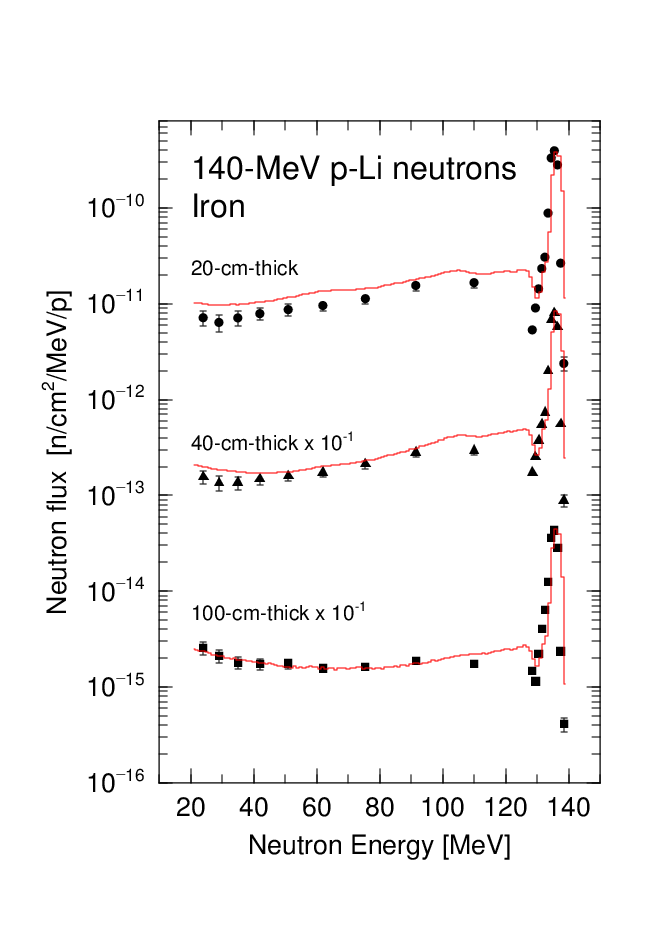 140-MeV p-Li neutrons
Iron
20-cm-thick
40-cm-thick x 10⁻¹
100-cm-thick x 10⁻¹
Neutron flux [n/cm²/MeV/p]
10⁻¹⁰
10⁻¹¹
10⁻¹²
10⁻¹³
10⁻¹⁴
10⁻¹⁵
10⁻¹⁶
20 40 60 80 100 120 140
Neutron Energy [MeV]